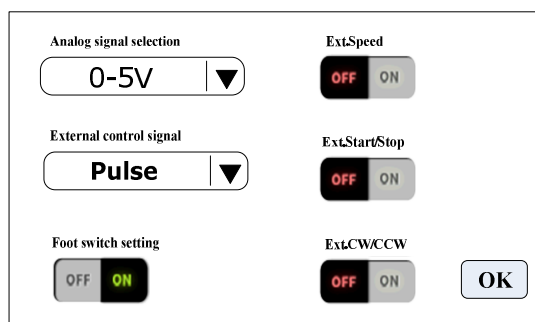 Analog signal selection
0-5V
External control signal
Pulse
Foot switch setting
OFF ON
Ext.Speed
OFF ON
Ext.Start/Stop
OFF ON
Ext.CW/CCW
OFF ON
OK